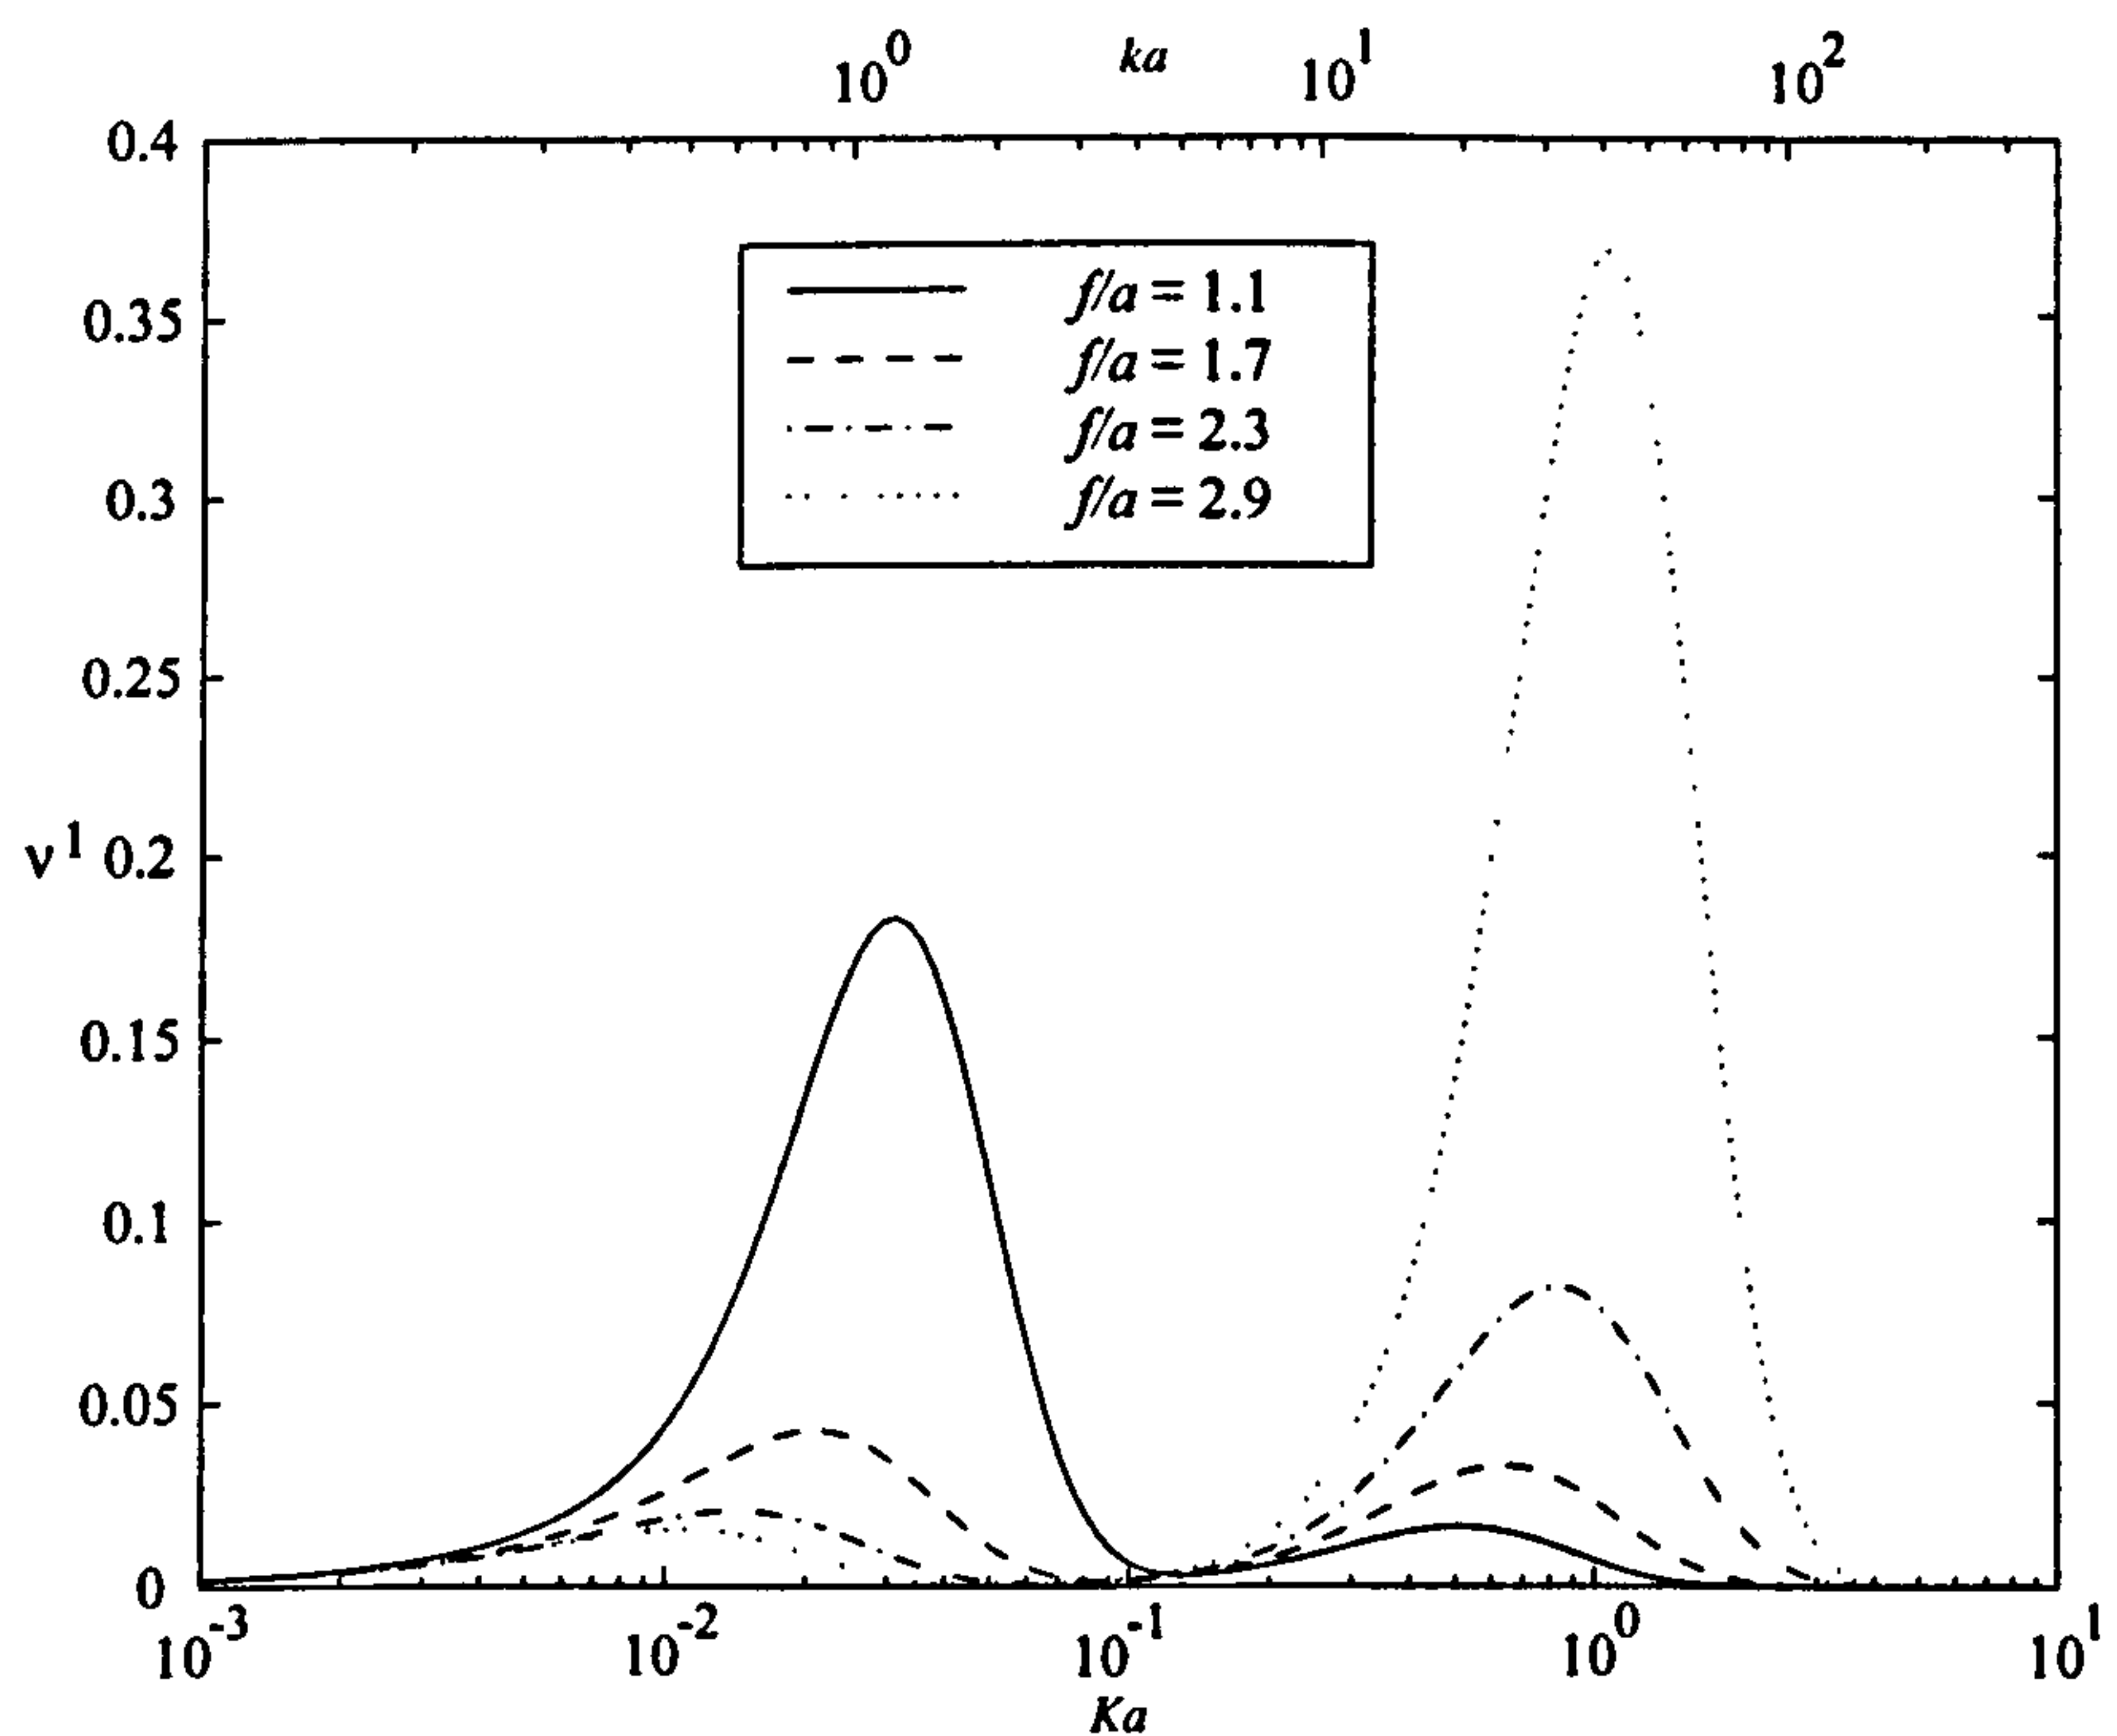 10^0 ka 10^1 10^2
0.4
0.35
0.3
0.25
ν^1 0.2
0.15
0.1
0.05
0
f/a = 1.1
f/a = 1.7
f/a = 2.3
f/a = 2.9
10^-3 10^-2 10^-1 10^0 10^1
Ka